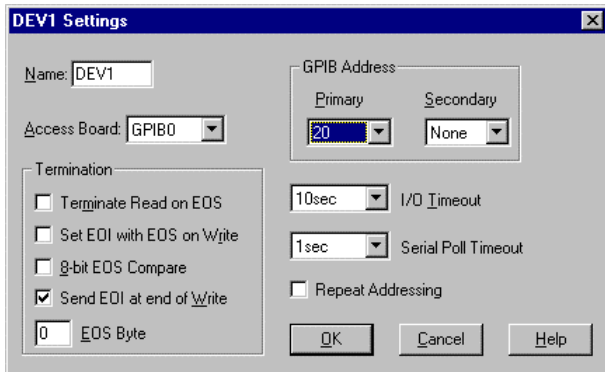 DEV1 Settings
Name: DEV1
Access Board: GPIB0
Termination
Terminate Read on EOS
Set EOI with EOS on Write
8-bit EOS Compare
Send EOI at end of Write
0 EOS Byte
GPIB Address
Primary Secondary
20 None
10sec I/O Timeout
1sec Serial Poll Timeout
Repeat Addressing
OK Cancel Help